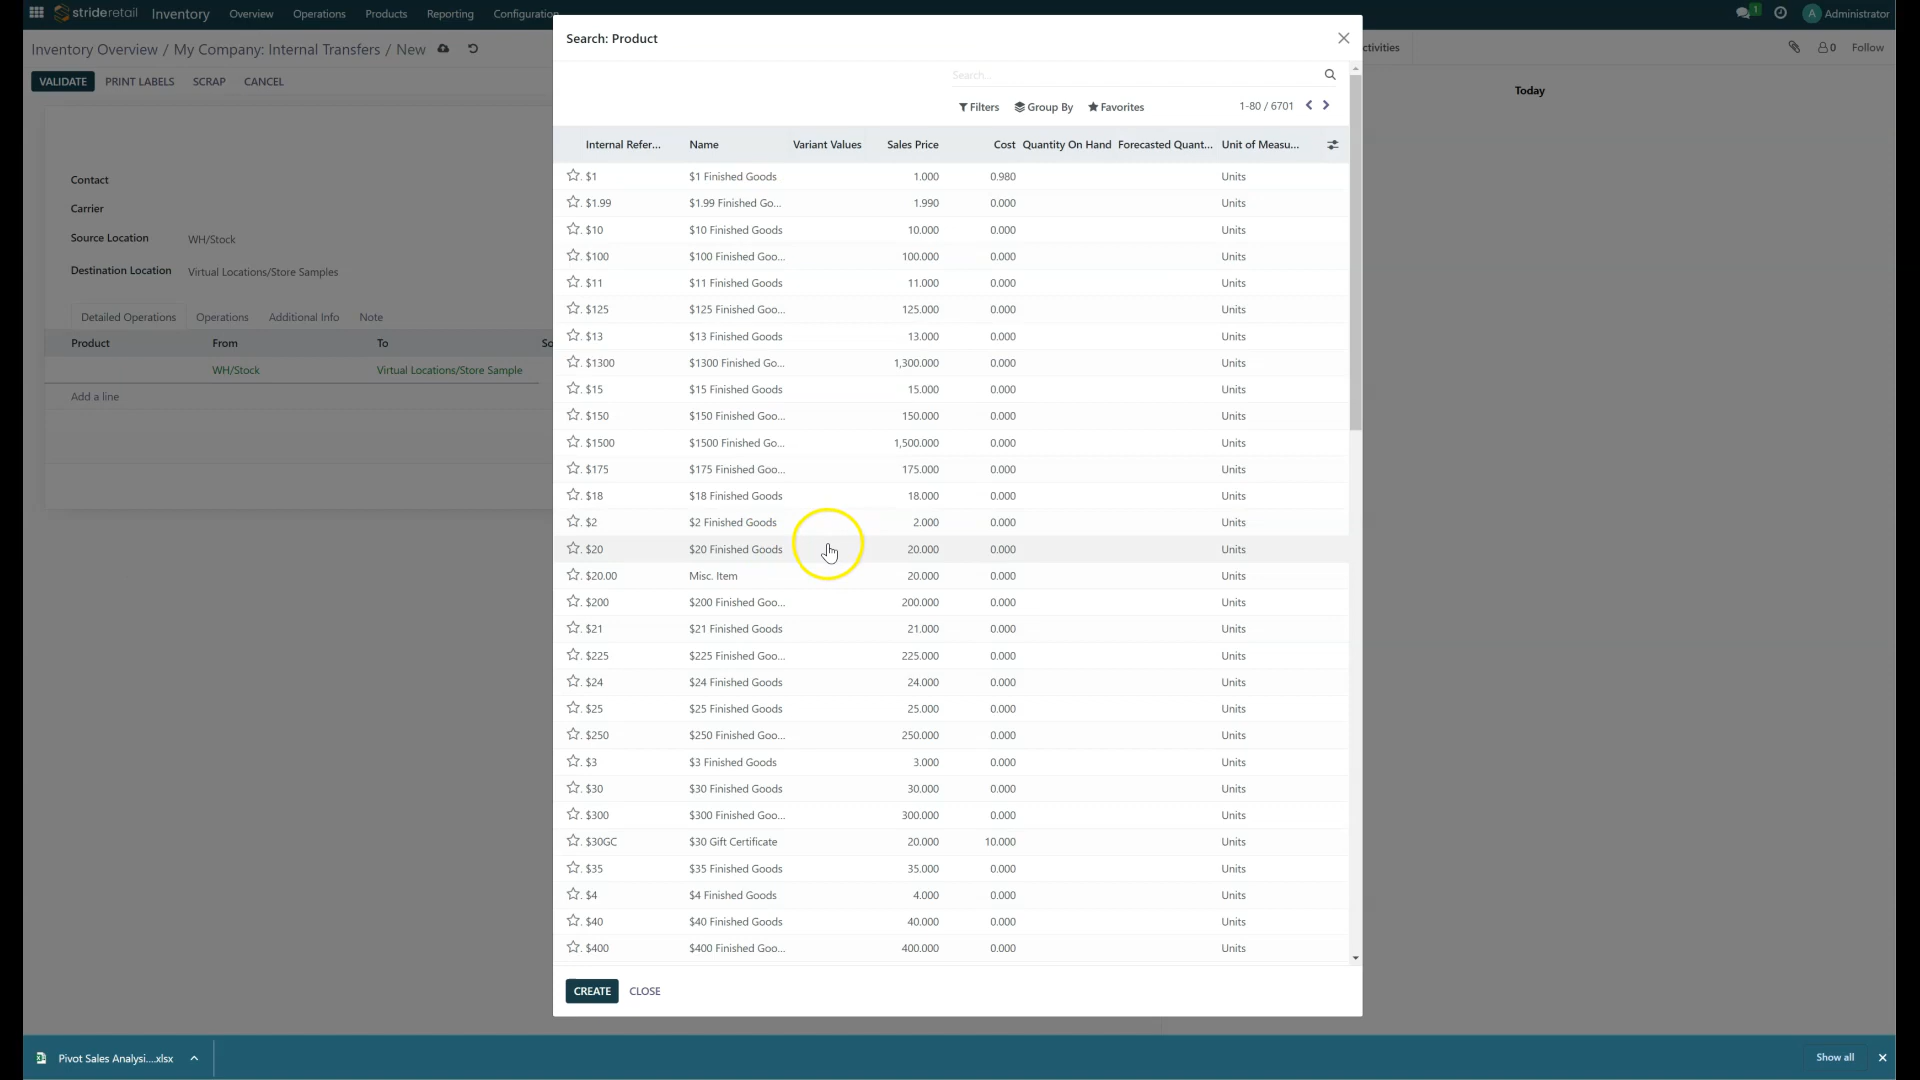 strideretail Inventory Overview Operations Products Reporting Configuration 1 A Administrator
Inventory Overview / My Company: Internal Transfers / New
ctivities 0 Follow
VALIDATE PRINT LABELS SCRAP CANCEL
Today
Contact
Carrier
Source Location WH/Stock
Destination Location Virtual Locations/Store Samples
Detailed Operations Operations Additional Info Note
Product From To So
WH/Stock Virtual Locations/Store Sample
Add a line
Search: Product
Search...
Filters Group By Favorites 1-80 / 6701
Internal Refer... Name Variant Values Sales Price Cost Quantity On Hand Forecasted Quant... Unit of Measu...
$1 $1 Finished Goods 1.000 0.980 Units
$1.99 $1.99 Finished Go... 1.990 0.000 Units
$10 $10 Finished Goods 10.000 0.000 Units
$100 $100 Finished Goo... 100.000 0.000 Units
$11 $11 Finished Goods 11.000 0.000 Units
$125 $125 Finished Goo... 125.000 0.000 Units
$13 $13 Finished Goods 13.000 0.000 Units
$1300 $1300 Finished Go... 1,300.000 0.000 Units
$15 $15 Finished Goods 15.000 0.000 Units
$150 $150 Finished Goo... 150.000 0.000 Units
$1500 $1500 Finished Go... 1,500.000 0.000 Units
$175 $175 Finished Goo... 175.000 0.000 Units
$18 $18 Finished Goods 18.000 0.000 Units
$2 $2 Finished Goods 2.000 0.000 Units
$20 $20 Finished Goods 20.000 0.000 Units
$20.00 Misc. Item 20.000 0.000 Units
$200 $200 Finished Goo... 200.000 0.000 Units
$21 $21 Finished Goods 21.000 0.000 Units
$225 $225 Finished Goo... 225.000 0.000 Units
$24 $24 Finished Goods 24.000 0.000 Units
$25 $25 Finished Goods 25.000 0.000 Units
$250 $250 Finished Goo... 250.000 0.000 Units
$3 $3 Finished Goods 3.000 0.000 Units
$30 $30 Finished Goods 30.000 0.000 Units
$300 $300 Finished Goo... 300.000 0.000 Units
$30GC $30 Gift Certificate 20.000 10.000 Units
$35 $35 Finished Goods 35.000 0.000 Units
$4 $4 Finished Goods 4.000 0.000 Units
$40 $40 Finished Goods 40.000 0.000 Units
$400 $400 Finished Goo... 400.000 0.000 Units
CREATE CLOSE
Pivot Sales Analysi....xlsx Show all